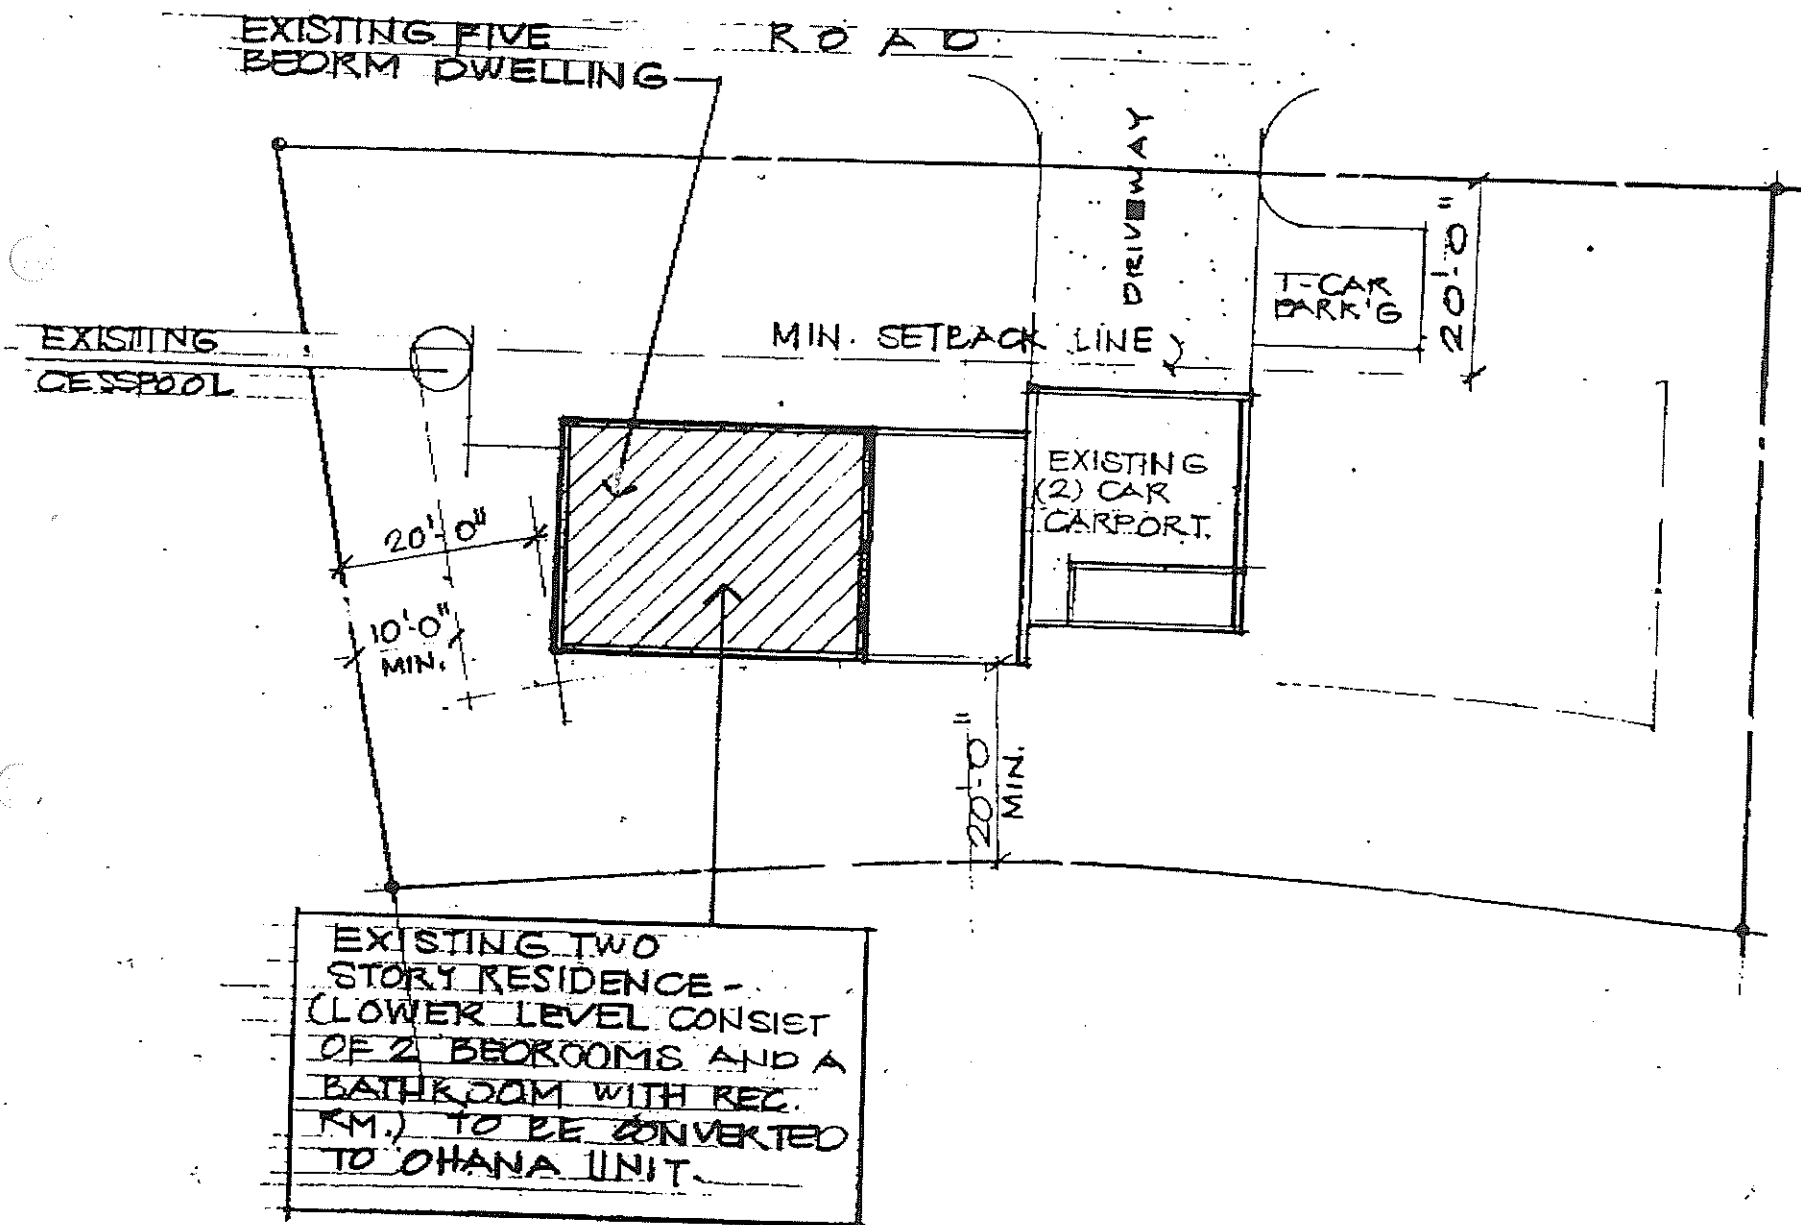 EXISTING FIVE
BEDRM DWELLING
ROAD
DRIVEWAY
20'-0"
1-CAR
PARK'G
MIN. SETBACK LINE
EXISTING
CESSPOOL
EXISTING
(2) CAR
CARPORT.
20'-0"
10'-0"
MIN.
20'-0"
MIN.
EXISTING TWO
STORY RESIDENCE-
(LOWER LEVEL CONSIST
OF 2 BEDROOMS AND A
BATHROOM WITH REC.
RM.) TO BE CONVERTED
TO OHANA UNIT.